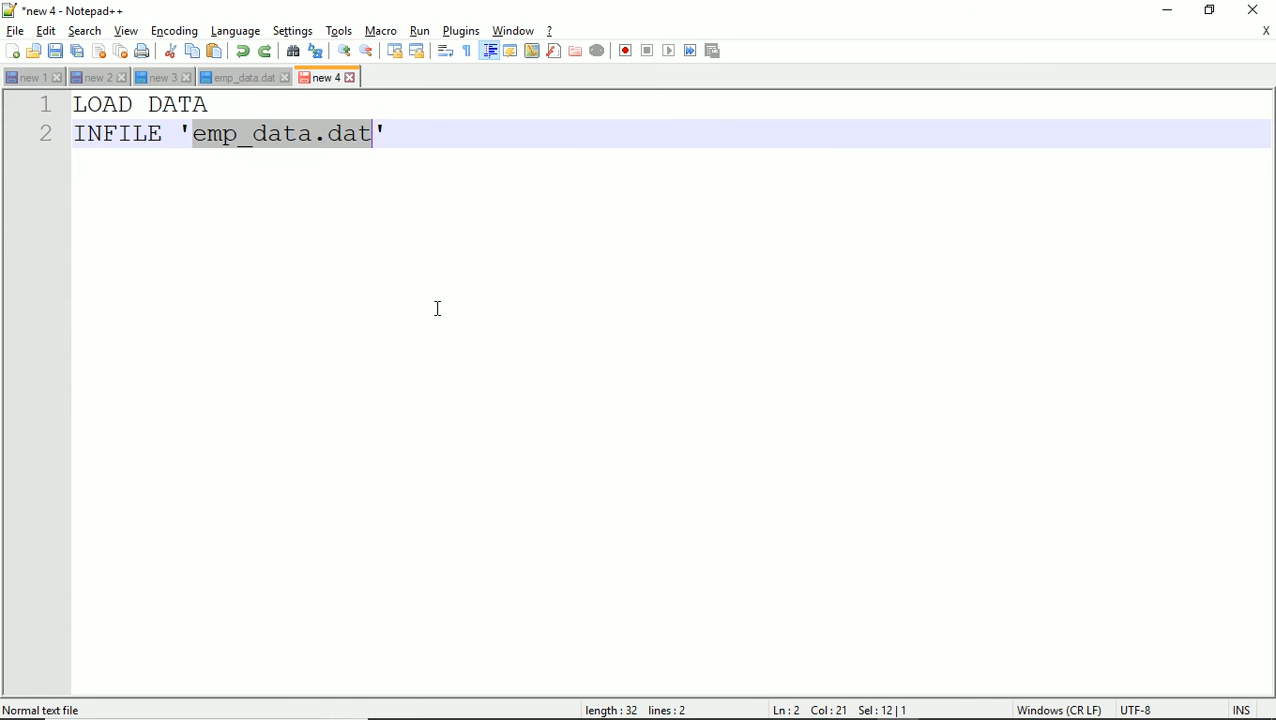 *new 4 - Notepad++
File Edit Search View Encoding Language Settings Tools Macro Run Plugins Window ? X
new 1 new 2 new 3 emp_data.dat new 4
1 LOAD DATA
2 INFILE 'emp_data.dat'
Normal text file length : 32 lines : 2 Ln : 2 Col : 21 Sel : 12 | 1 Windows (CR LF) UTF-8 INS